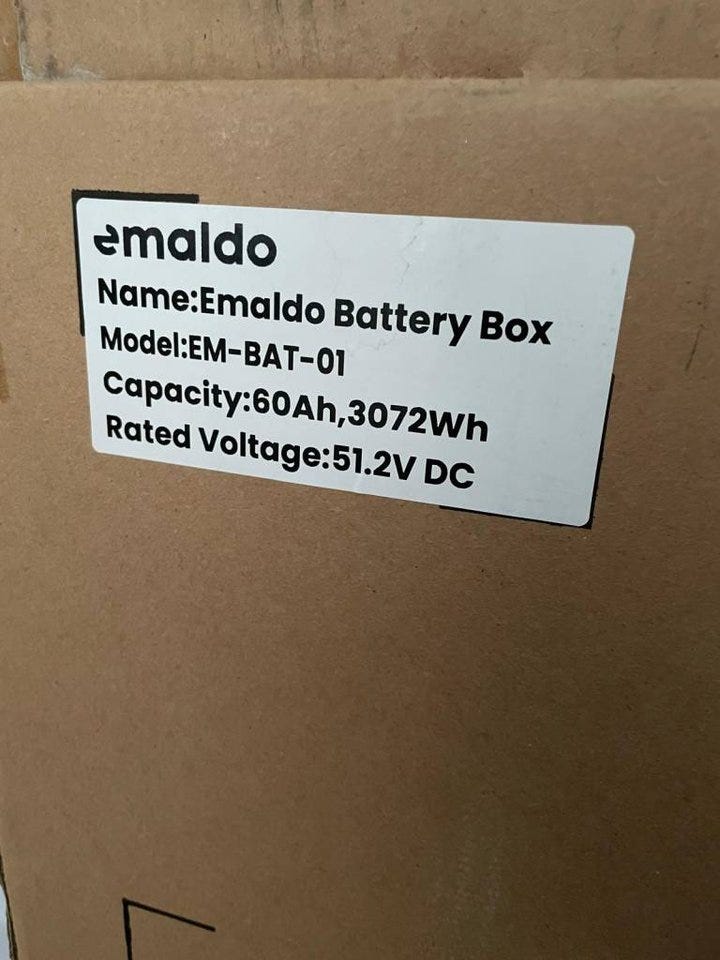 emaldo
Name:Emaldo Battery Box
Model:EM-BAT-01
Capacity:60Ah,3072Wh
Rated Voltage:51.2V DC